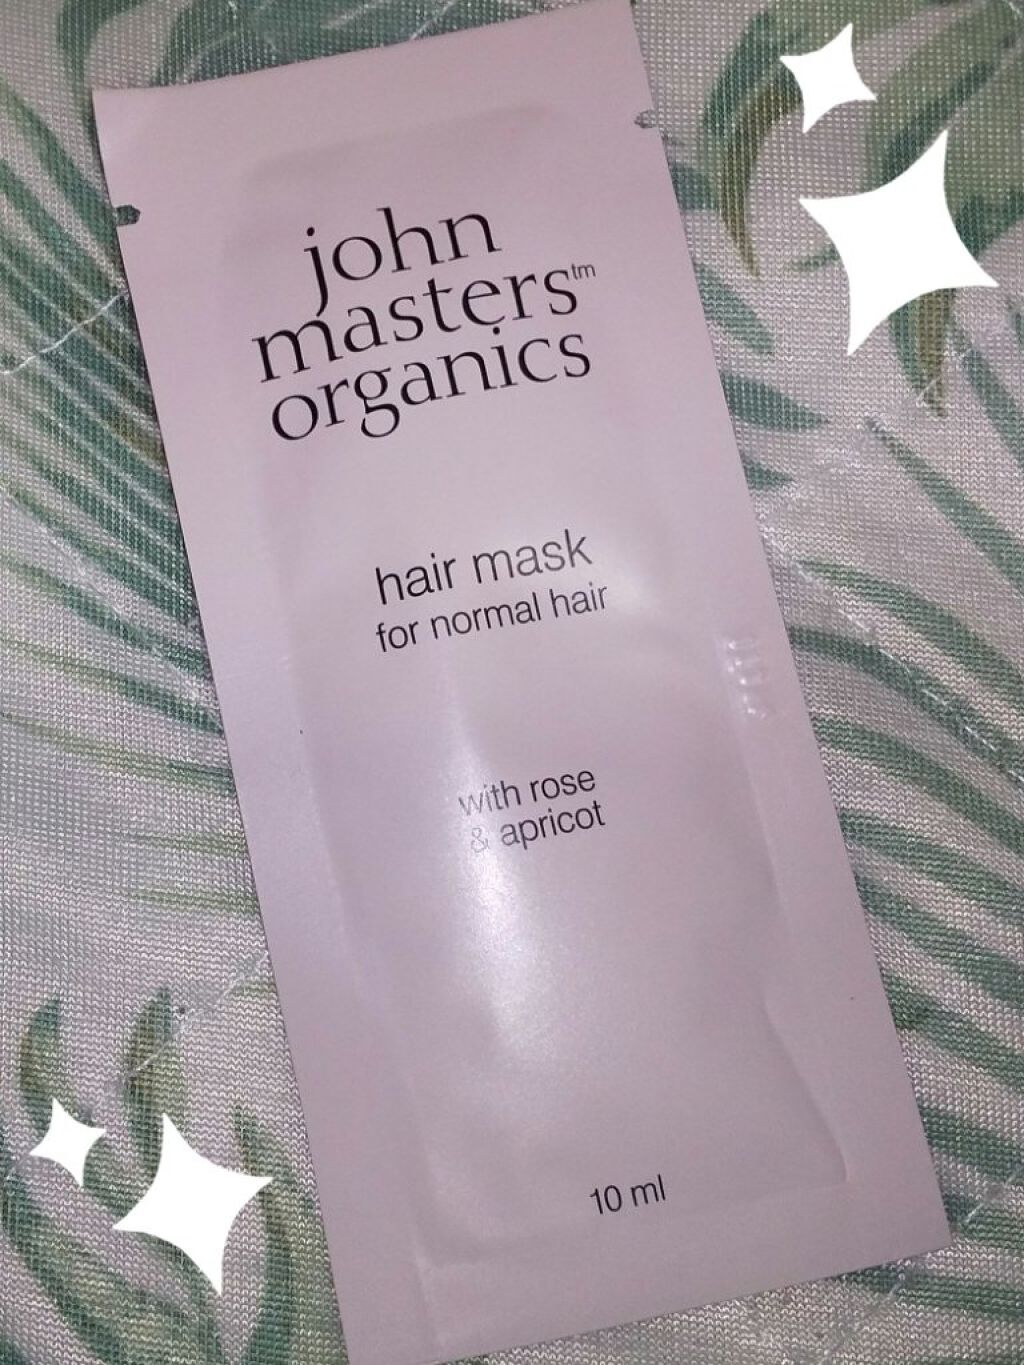 john
masters™
organics
hair mask
for normal hair
with rose
& apricot
10 ml